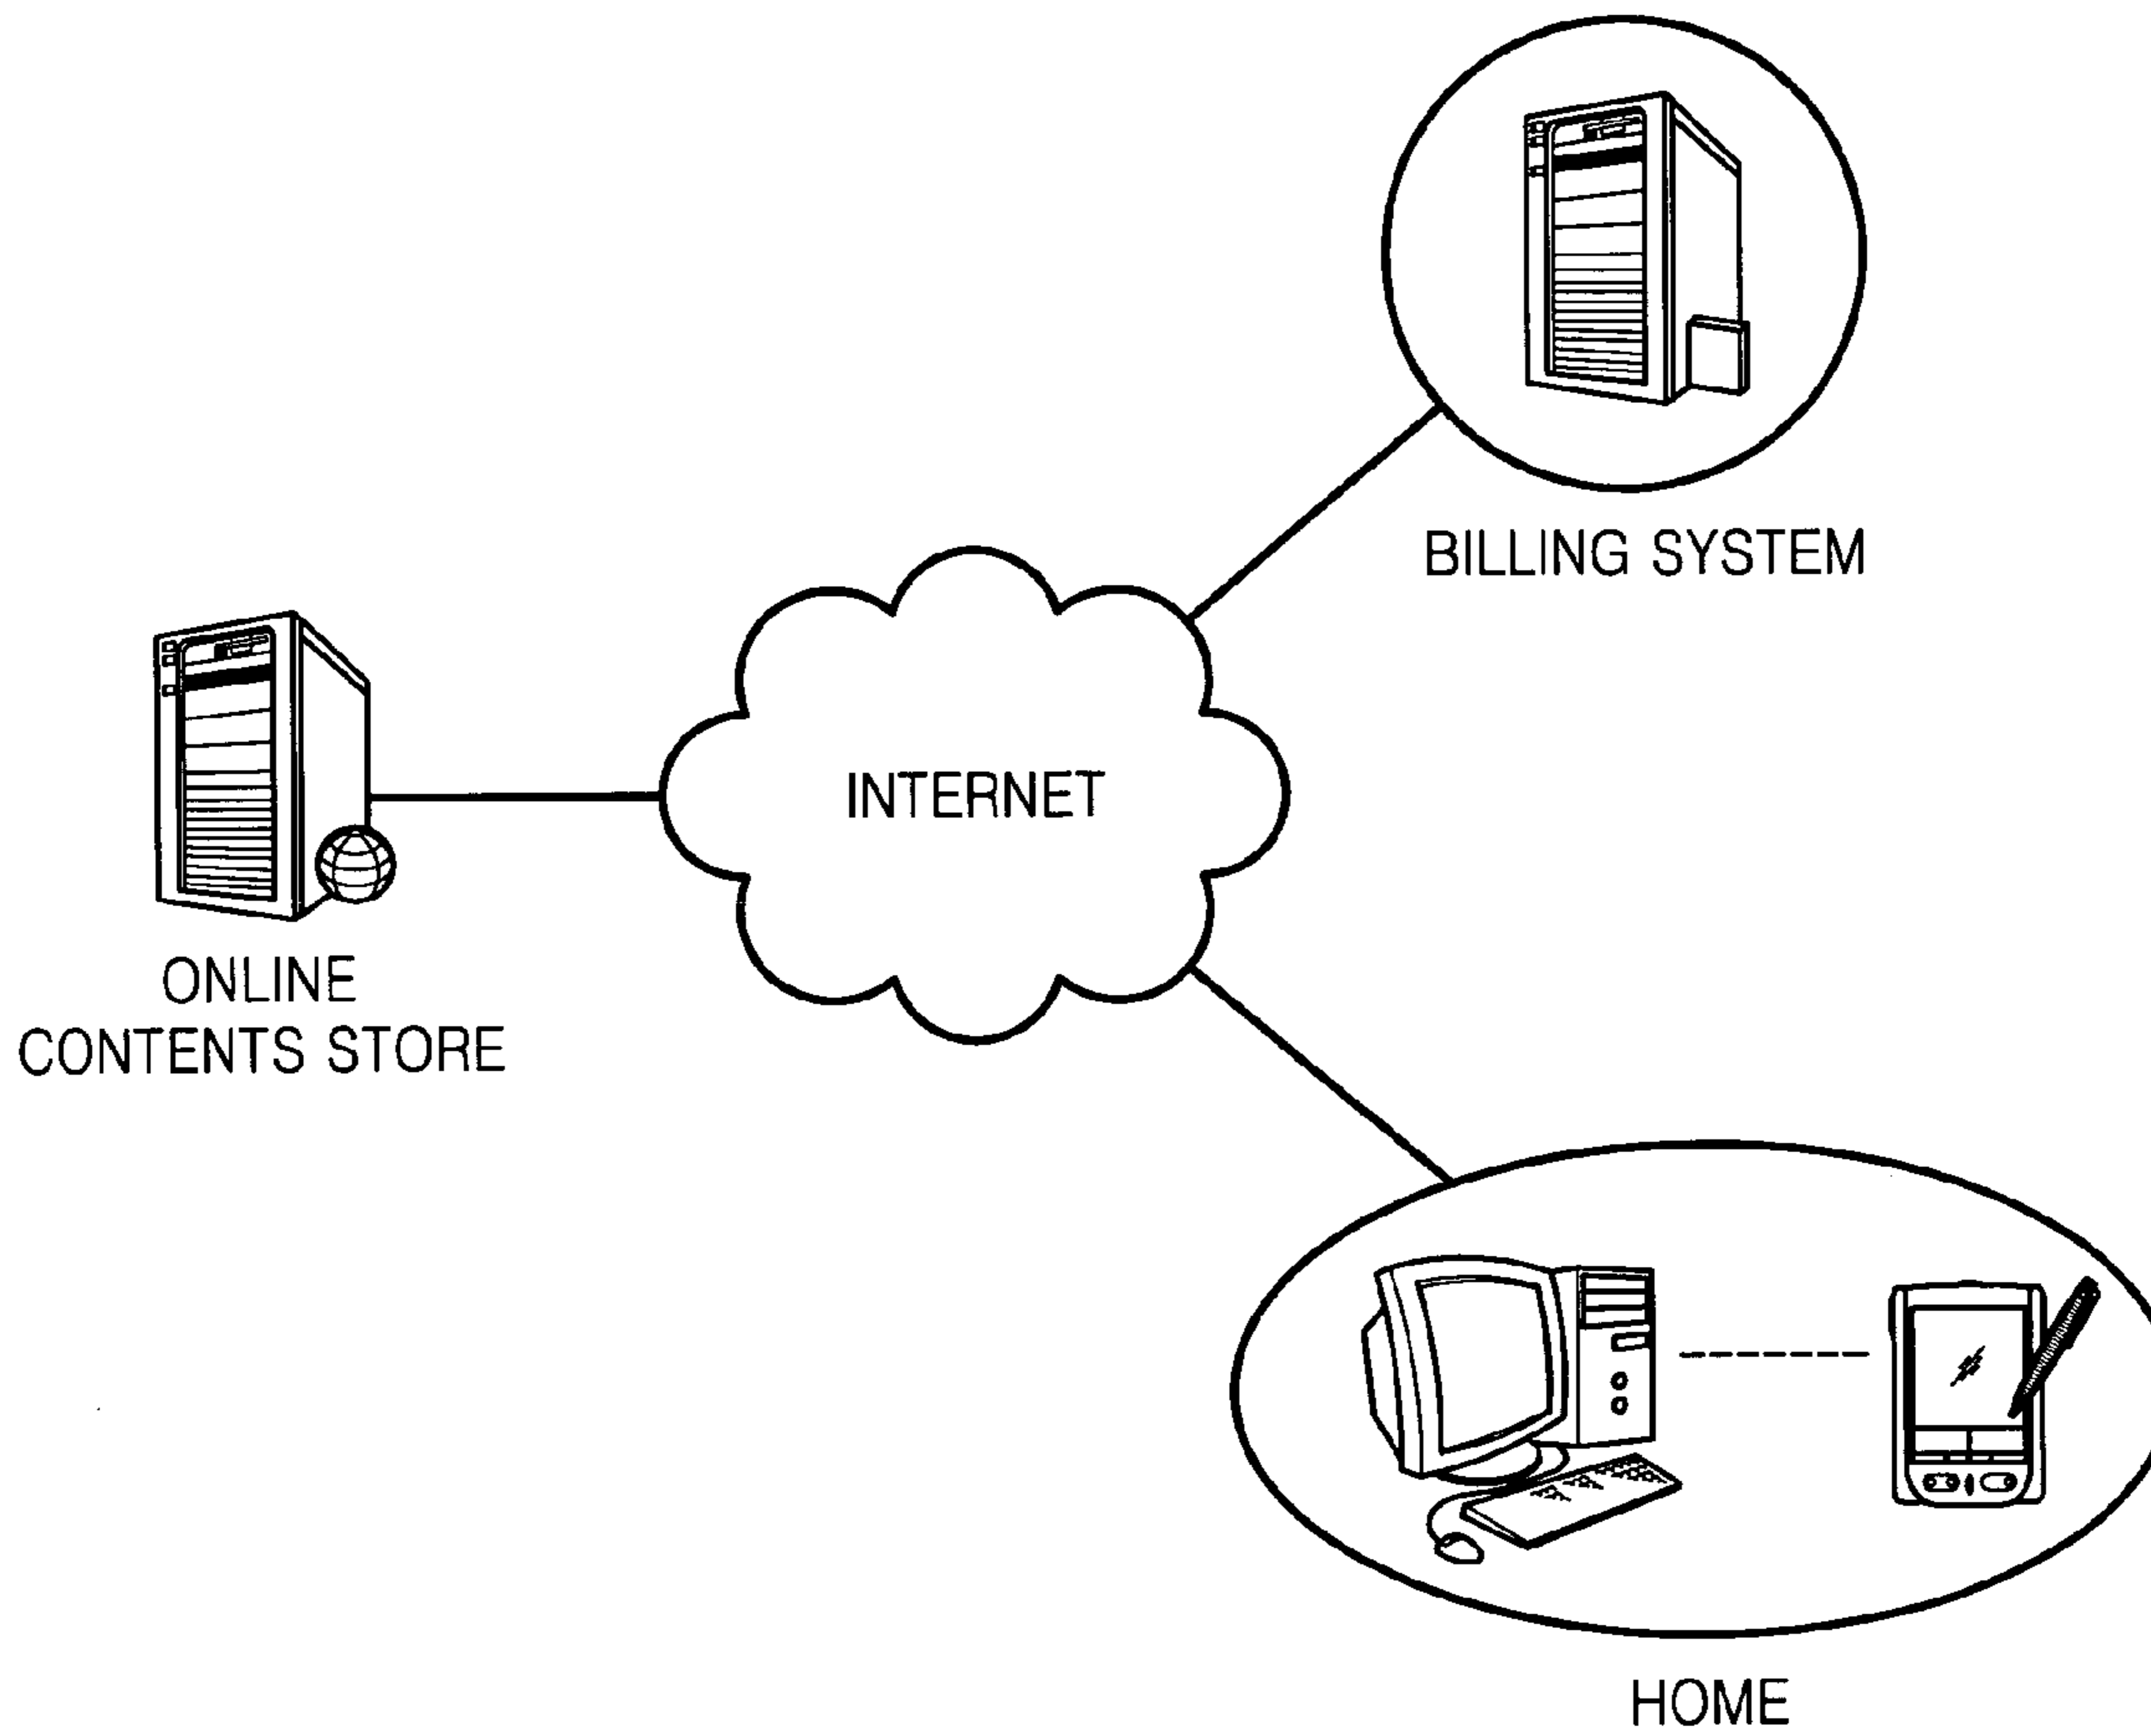 BILLING SYSTEM
INTERNET
ONLINE
CONTENTS STORE
HOME